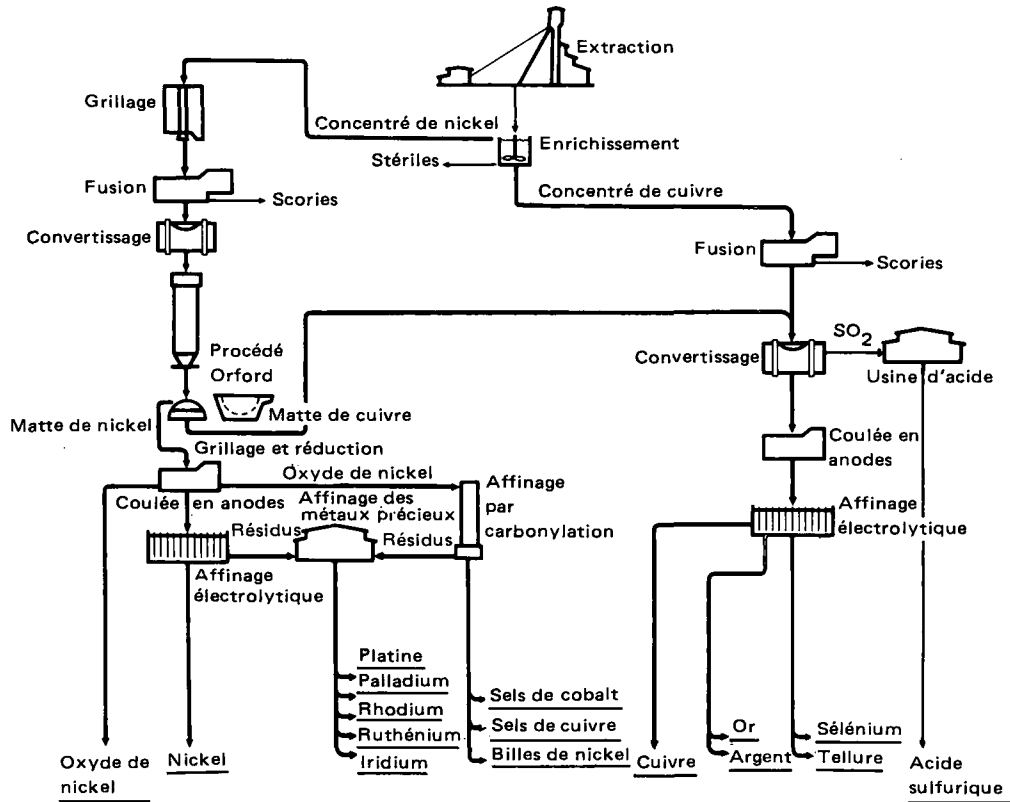 Extraction
Grillage
Concentré de nickel
Enrichissement
Stériles
Concentré de cuivre
Fusion
Scories
Convertissage
Fusion
Scories
SO2
Convertissage
Usine d'acide
Procédé
Orford
Matte de cuivre
Matte de nickel
Grillage et réduction
Coulée en
anodes
Oxyde de nickel
Affinage
par
carbonylation
Coulée en anodes
Affinage des
métaux précieux
Résidus
Résidus
Affinage
électrolytique
Affinage
électrolytique
Platine
Palladium
Rhodium
Ruthénium
Iridium
Sels de cobalt
Sels de cuivre
Billes de nickel
Oxyde de
nickel
Nickel
Cuivre
Or
Argent
Sélénium
Tellure
Acide
sulfurique